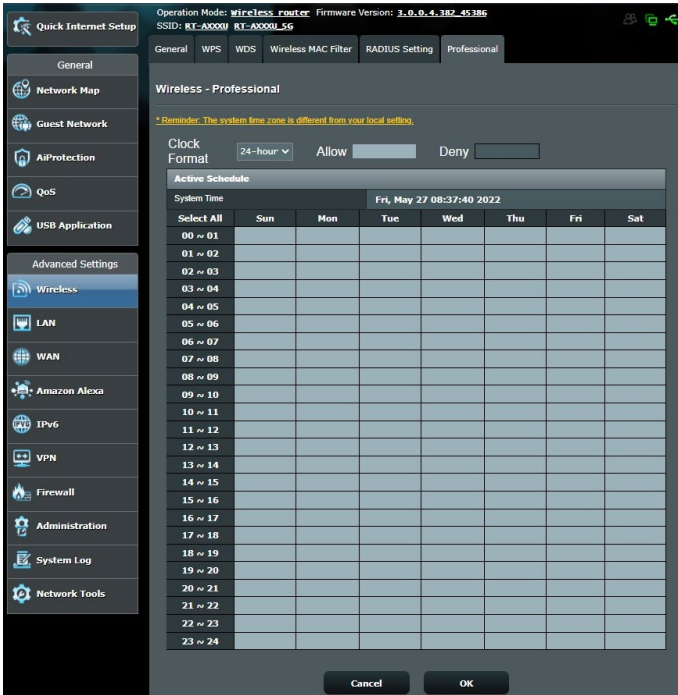 Quick Internet Setup
General
Network Map
Guest Network
AiProtection
QoS
USB Application
Advanced Settings
Wireless
LAN
WAN
Amazon Alexa
IPv6
VPN
Firewall
Administration
System Log
Network Tools
Operation Mode: Wireless router Firmware Version: 3.0.0.4.382_45386
SSID: RT-AXXXU RT-AXXXU_5G
General WPS WDS Wireless MAC Filter RADIUS Setting Professional
Wireless - Professional
* Reminder: The system time zone is different from your local setting.
Clock Format 24-hour Allow Deny
Active Schedule
System Time Fri, May 27 08:37:40 2022
Select All Sun Mon Tue Wed Thu Fri Sat
00 ~ 01
01 ~ 02
02 ~ 03
03 ~ 04
04 ~ 05
05 ~ 06
06 ~ 07
07 ~ 08
08 ~ 09
09 ~ 10
10 ~ 11
11 ~ 12
12 ~ 13
13 ~ 14
14 ~ 15
15 ~ 16
16 ~ 17
17 ~ 18
18 ~ 19
19 ~ 20
20 ~ 21
21 ~ 22
22 ~ 23
23 ~ 24
Cancel OK